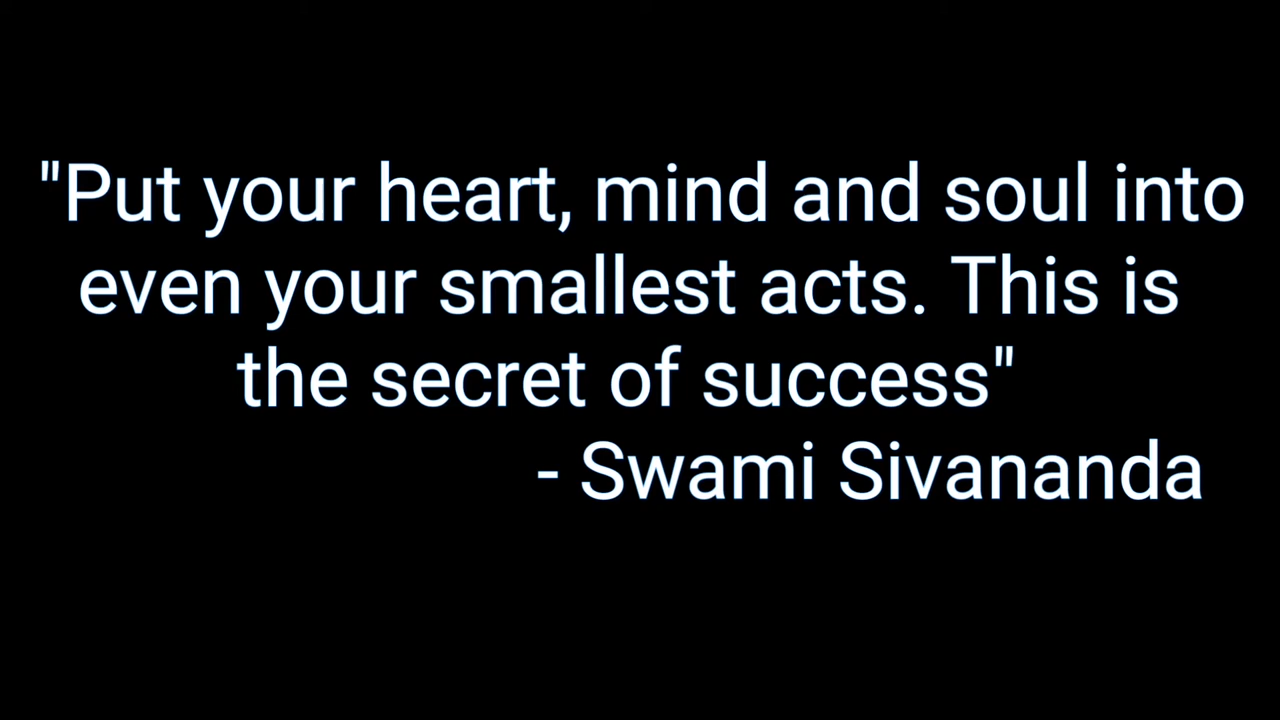 "Put your heart, mind and soul into
even your smallest acts. This is
the secret of success"
- Swami Sivananda